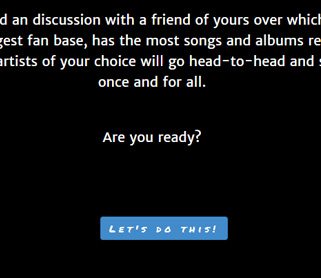 d an discussion with a friend of yours over which
gest fan base, has the most songs and albums re
artists of your choice will go head-to-head and s
once and for all.
Are you ready?
Let's do this!